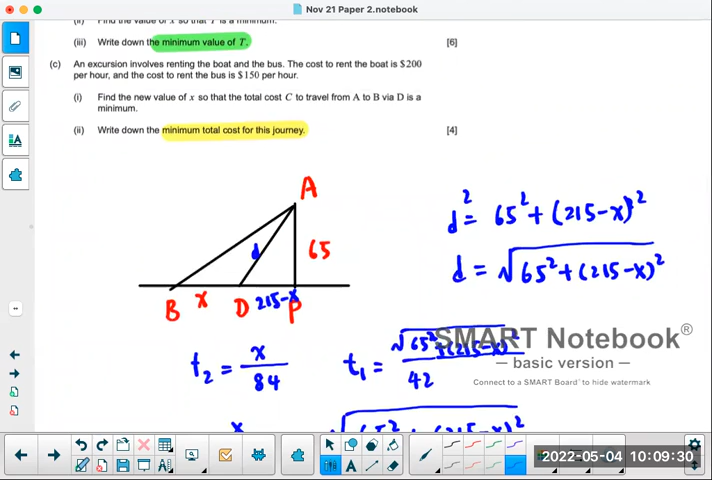 Nov 21 Paper 2.notebook
(iii) Write down the minimum value of T. [6]
(c) An excursion involves renting the boat and the bus. The cost to rent the boat is $200
per hour, and the cost to rent the bus is $150 per hour.
(i) Find the new value of x so that the total cost C to travel from A to B via D is a
minimum.
(ii) Write down the minimum total cost for this journey. [4]
A
d² = 65² + (215-x)²
d 65
d = √65² + (215-x)²
B x D 215-x P
SMART Notebook®
basic version
Connect to a SMART Board to hide watermark
t₂ = x/84 t₁ = √65² + (215-x)²/42
x √65² + (215-x)²
2022-05-04 10:09:30